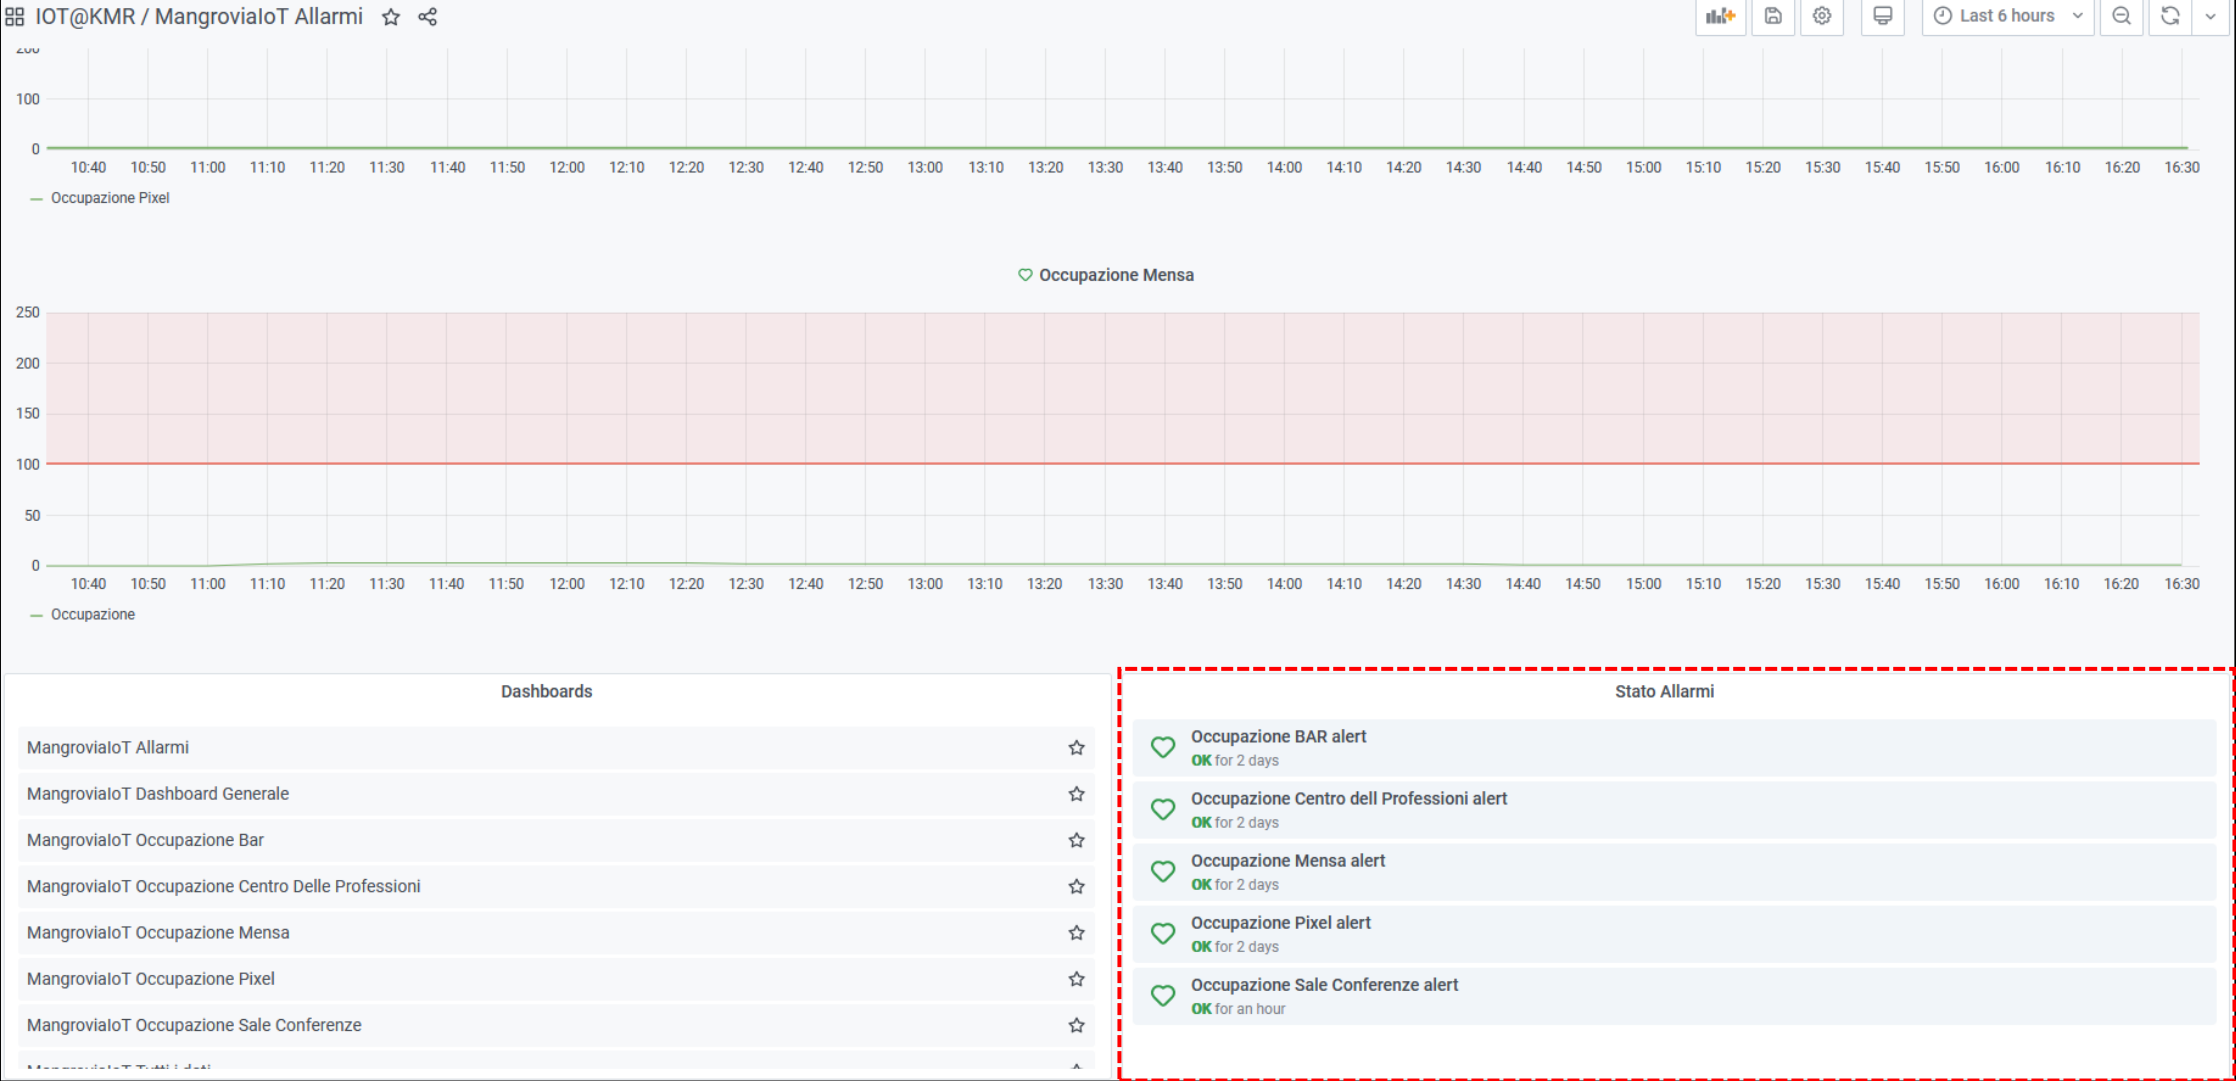 IOT@KMR / MangroviaIoT Allarmi
Last 6 hours
200
100
0
10:40 10:50 11:00 11:10 11:20 11:30 11:40 11:50 12:00 12:10 12:20 12:30 12:40 12:50 13:00 13:10 13:20 13:30 13:40 13:50 14:00 14:10 14:20 14:30 14:40 14:50 15:00 15:10 15:20 15:30 15:40 15:50 16:00 16:10 16:20 16:30
Occupazione Pixel
Occupazione Mensa
250
200
150
100
50
0
10:40 10:50 11:00 11:10 11:20 11:30 11:40 11:50 12:00 12:10 12:20 12:30 12:40 12:50 13:00 13:10 13:20 13:30 13:40 13:50 14:00 14:10 14:20 14:30 14:40 14:50 15:00 15:10 15:20 15:30 15:40 15:50 16:00 16:10 16:20 16:30
Occupazione
Dashboards
MangroviaIoT Allarmi
MangroviaIoT Dashboard Generale
MangroviaIoT Occupazione Bar
MangroviaIoT Occupazione Centro Delle Professioni
MangroviaIoT Occupazione Mensa
MangroviaIoT Occupazione Pixel
MangroviaIoT Occupazione Sale Conferenze
MangroviaIoT Tutti i dati
Stato Allarmi
Occupazione BAR alert
OK for 2 days
Occupazione Centro dell Professioni alert
OK for 2 days
Occupazione Mensa alert
OK for 2 days
Occupazione Pixel alert
OK for 2 days
Occupazione Sale Conferenze alert
OK for an hour